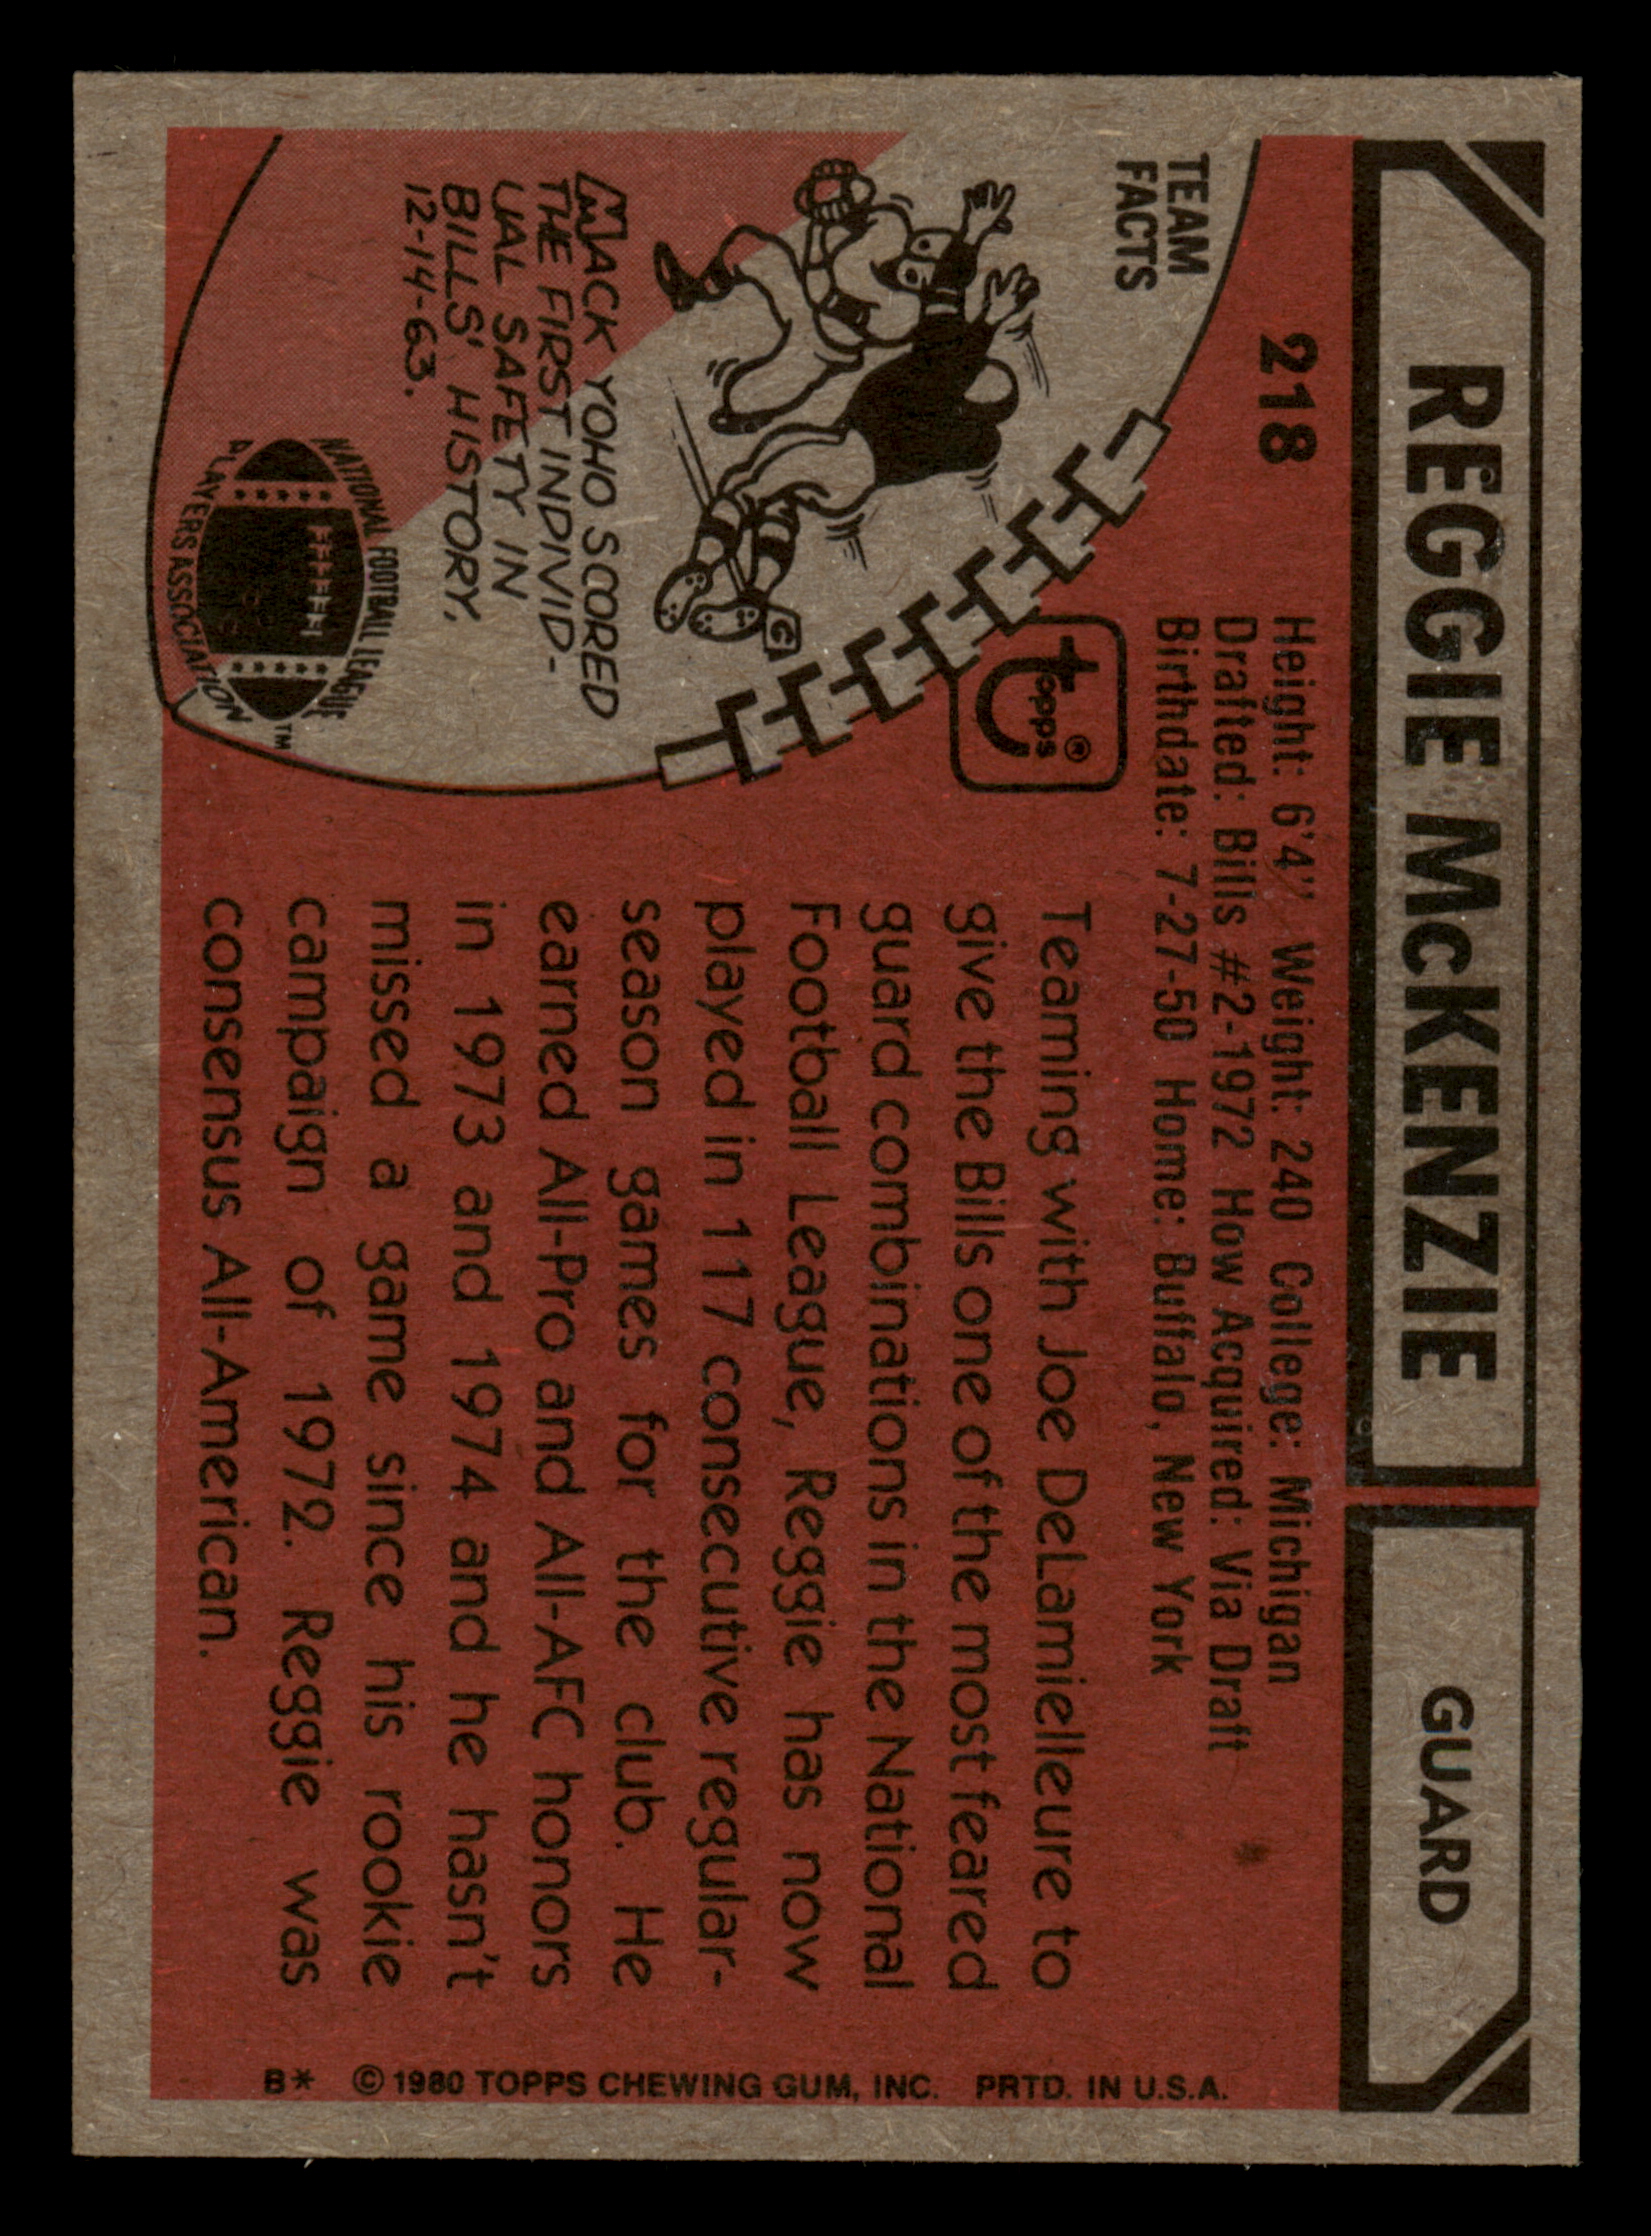 REGGIE McKENZIE
GUARD
218
Height: 6'4" Weight: 240 College: Michigan
Drafted: Bills #2-1972 How Acquired: Via Draft
Birthdate: 7-27-50 Home: Buffalo, New York
TEAM
FACTS
topps®
Teaming with Joe DeLamielleure to
give the Bills one of the most feared
guard combinations in the National
Football League, Reggie has now
played in 117 consecutive regular-
season games for the club. He
earned All-Pro and All-AFC honors
in 1973 and 1974 and he hasn't
missed a game since his rookie
campaign of 1972. Reggie was
consensus All-American.
MACK YOHO SCORED
THE FIRST INDIVID-
UAL SAFETY IN
BILLS' HISTORY,
12-14-63.
G
NATIONAL FOOTBALL LEAGUE
PLAYERS ASSOCIATION
TM
B* © 1980 TOPPS CHEWING GUM, INC. PRTD. IN U.S.A.